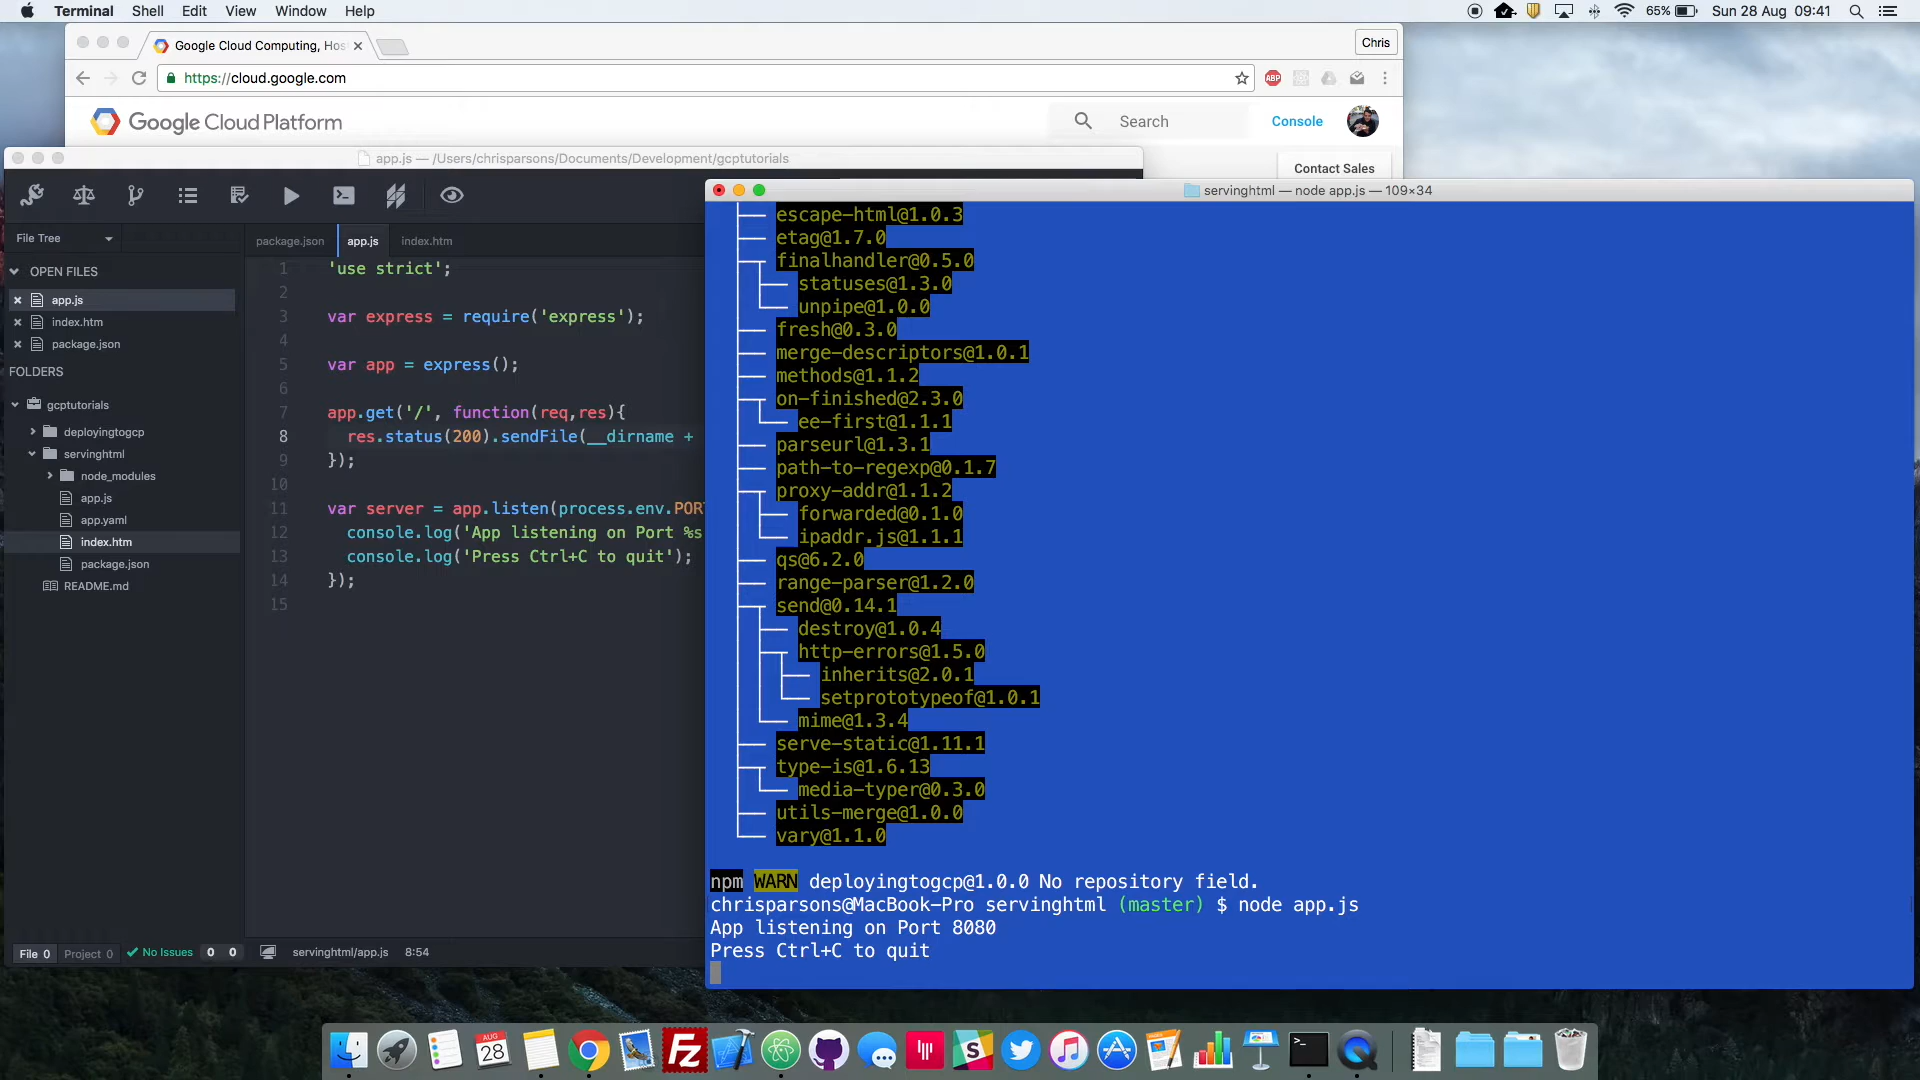 Terminal Shell Edit View Window Help 65% Sun 28 Aug 09:41
Google Cloud Computing, Hos
Chris
https://cloud.google.com
ABP
Google Cloud Platform
Search
Console
Contact Sales
app.js — /Users/chrisparsons/Documents/Development/gcptutorials
File Tree
package.json app.js index.htm
OPEN FILES
app.js
index.htm
package.json
FOLDERS
gcptutorials
deployingtogcp
servinghtml
node_modules
app.js
app.yaml
index.htm
package.json
README.md
1 'use strict';
2
3 var express = require('express');
4
5 var app = express();
6
7 app.get('/', function(req,res){
8 res.status(200).sendFile(__dirname +
9 });
10
11 var server = app.listen(process.env.POR
12 console.log('App listening on Port %s
13 console.log('Press Ctrl+C to quit');
14 });
15
File 0 Project 0 No Issues 0 0 servinghtml/app.js 8:54
servinghtml — node app.js — 109×34
escape-html@1.0.3
etag@1.7.0
finalhandler@0.5.0
statuses@1.3.0
unpipe@1.0.0
fresh@0.3.0
merge-descriptors@1.0.1
methods@1.1.2
on-finished@2.3.0
ee-first@1.1.1
parseurl@1.3.1
path-to-regexp@0.1.7
proxy-addr@1.1.2
forwarded@0.1.0
ipaddr.js@1.1.1
qs@6.2.0
range-parser@1.2.0
send@0.14.1
destroy@1.0.4
http-errors@1.5.0
inherits@2.0.1
setprototypeof@1.0.1
mime@1.3.4
serve-static@1.11.1
type-is@1.6.13
media-typer@0.3.0
utils-merge@1.0.0
vary@1.1.0
npm WARN deployingtogcp@1.0.0 No repository field.
chrisparsons@MacBook-Pro servinghtml (master) $ node app.js
App listening on Port 8080
Press Ctrl+C to quit
AUG
28
FZ
S